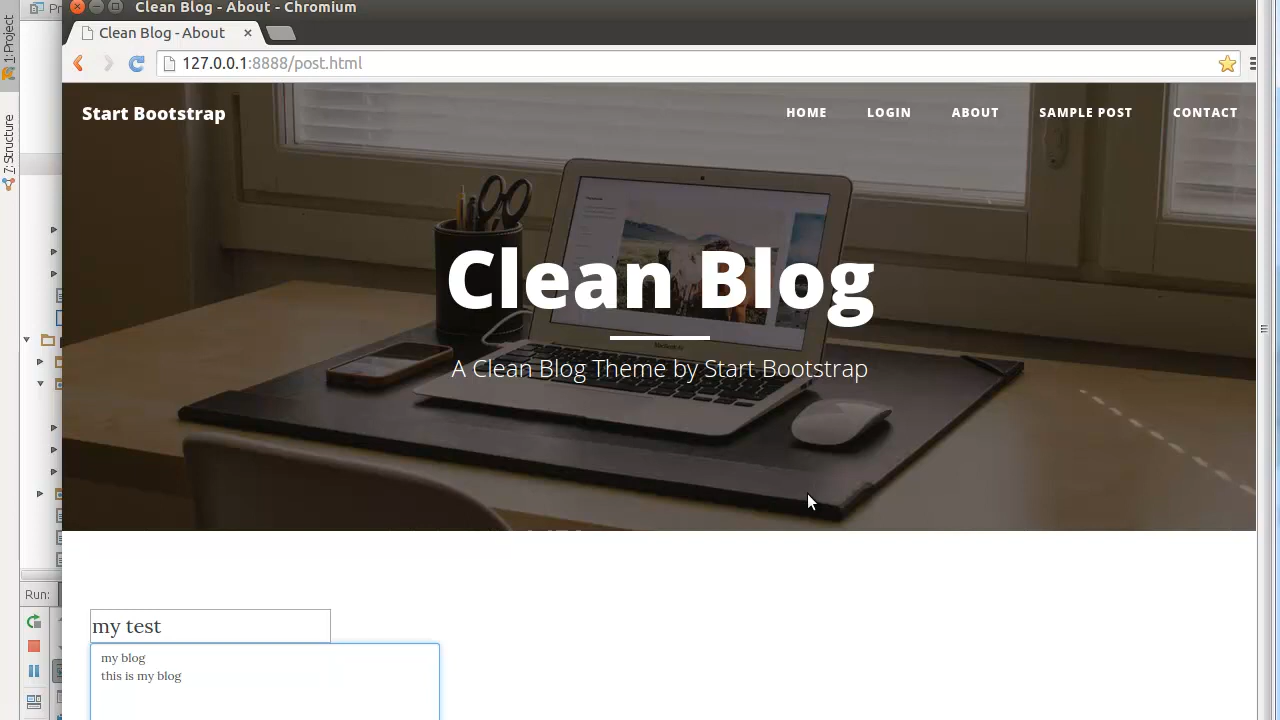 Clean Blog - About - Chromium
Clean Blog - About
127.0.0.1:8888/post.html
1: Project
7: Structure
Start Bootstrap
HOME LOGIN ABOUT SAMPLE POST CONTACT
Clean Blog
A Clean Blog Theme by Start Bootstrap
Run:
my test
my blog
this is my blog